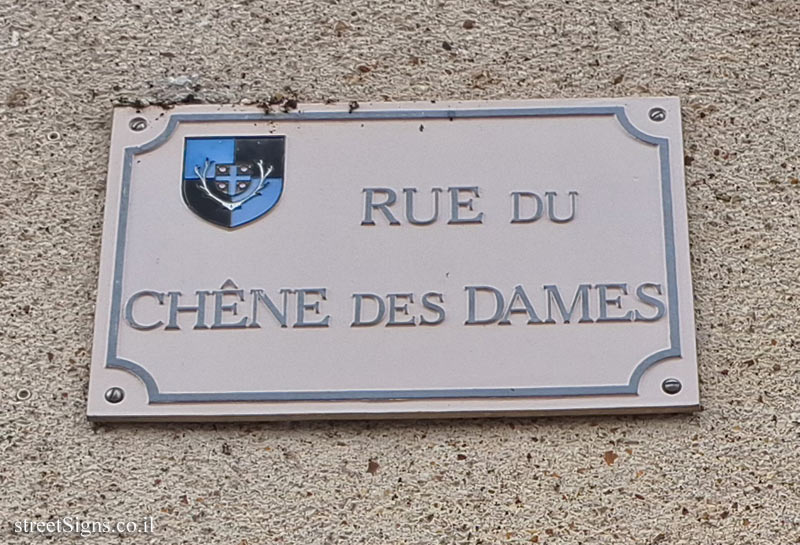 RUE DU
CHÊNE DES DAMES
streetSigns.co.il